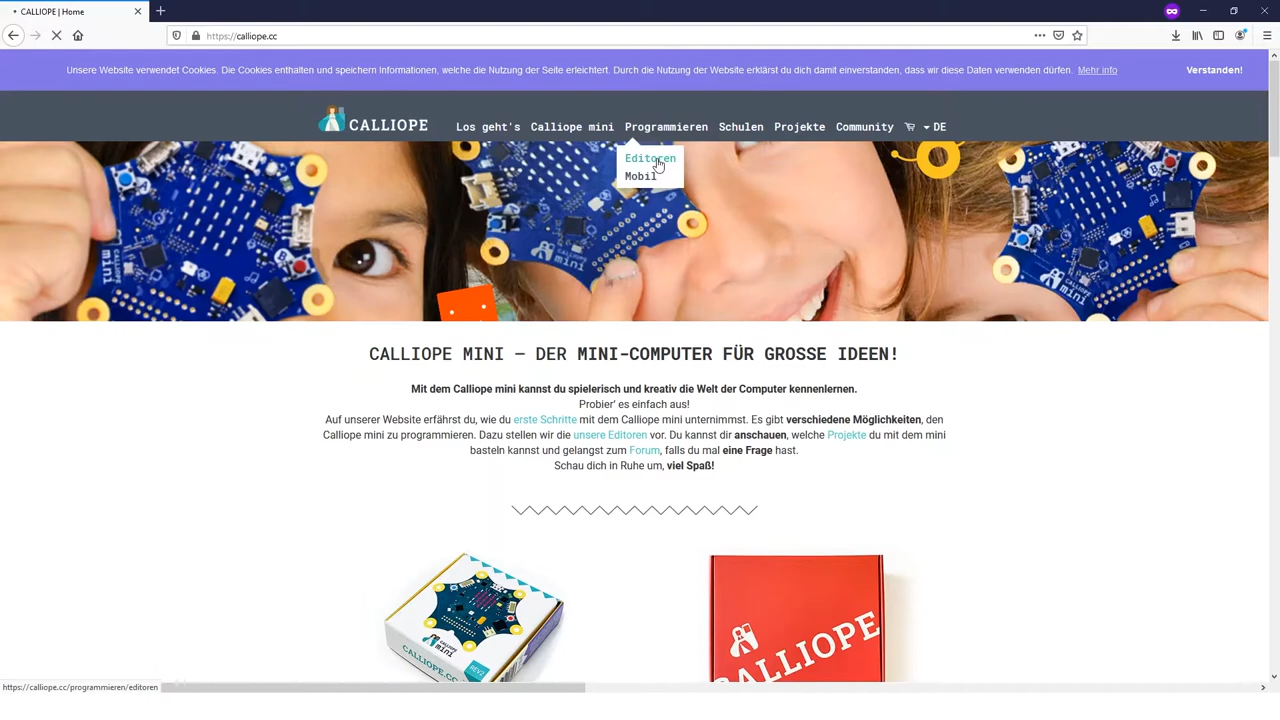 CALLIOPE | Home
https://calliope.cc
Unsere Website verwendet Cookies. Die Cookies enthalten und speichern Informationen, welche die Nutzung der Seite erleichtert. Durch die Nutzung der Website erklärst du dich damit einverstanden, dass wir diese Daten verwenden dürfen. Mehr info
Verstanden!
CALLIOPE
Los geht's Calliope mini Programmieren Schulen Projekte Community DE
Editoren
Mobil
CALLIOPE MINI – DER MINI-COMPUTER FÜR GROSSE IDEEN!
Mit dem Calliope mini kannst du spielerisch und kreativ die Welt der Computer kennenlernen.
Probier' es einfach aus!
Auf unserer Website erfährst du, wie du erste Schritte mit dem Calliope mini unternimmst. Es gibt verschiedene Möglichkeiten, den
Calliope mini zu programmieren. Dazu stellen wir die unsere Editoren vor. Du kannst dir anschauen, welche Projekte du mit dem mini
basteln kannst und gelangst zum Forum, falls du mal eine Frage hast.
Schau dich in Ruhe um, viel Spaß!
CALLIOPE
https://calliope.cc/programmieren/editoren